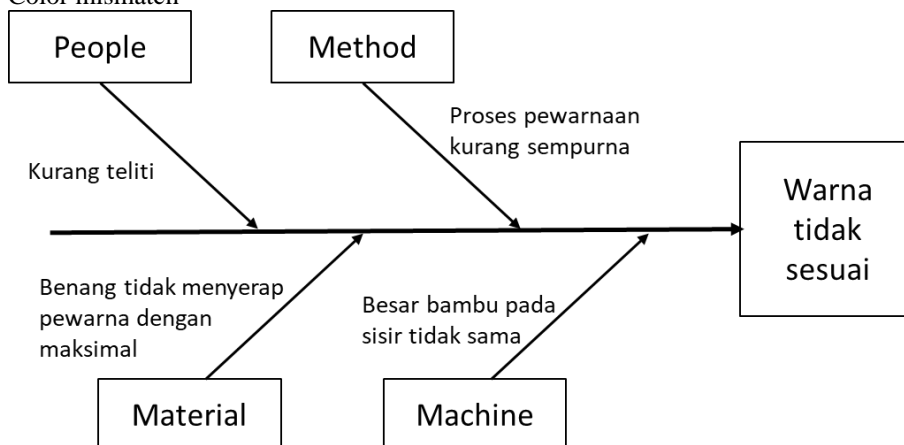 Color mismatch
People
Method
Proses pewarnaan
kurang sempurna
Kurang teliti
Warna
tidak
sesuai
Benang tidak menyerap
pewarna dengan
maksimal
Besar bambu pada
sisir tidak sama
Material
Machine